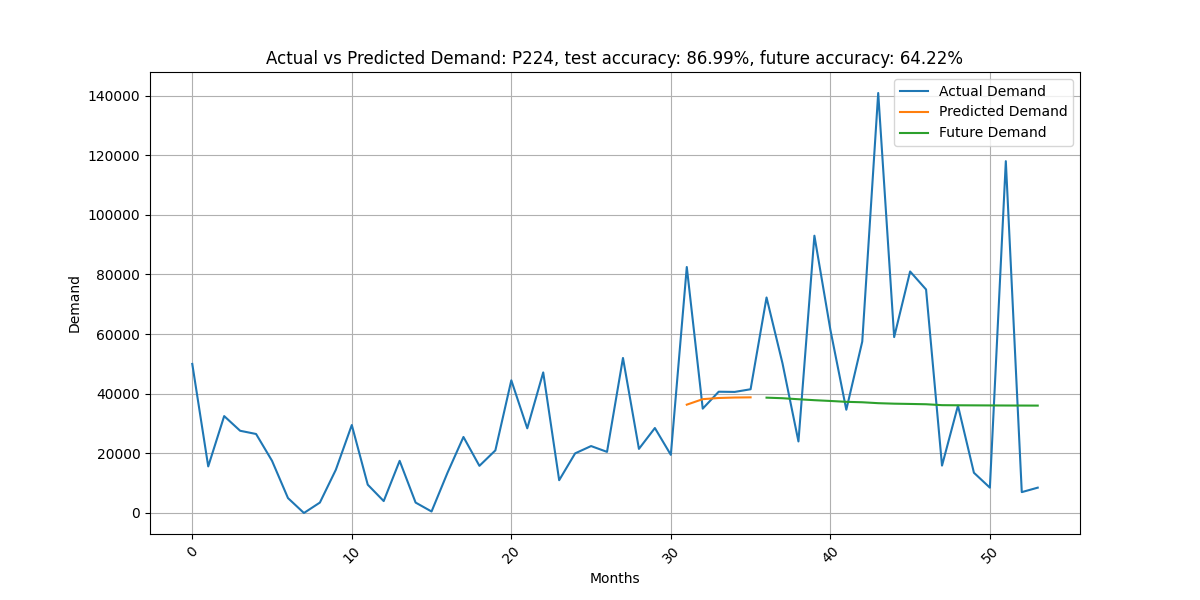 Actual vs Predicted Demand: P224, test accuracy: 86.99%, future accuracy: 64.22%
Actual Demand
Predicted Demand
Future Demand
Demand
140000
120000
100000
80000
60000
40000
20000
0
0 10 20 30 40 50
Months